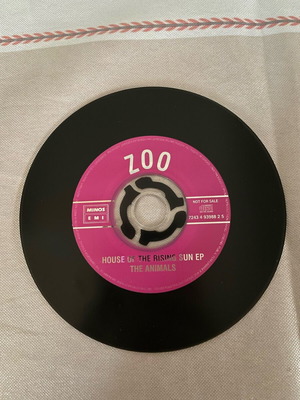 ZOO
MINOS
EMI
NOT FOR SALE
7243 4 93988 2 5
HOUSE OF THE RISING SUN EP
THE ANIMALS